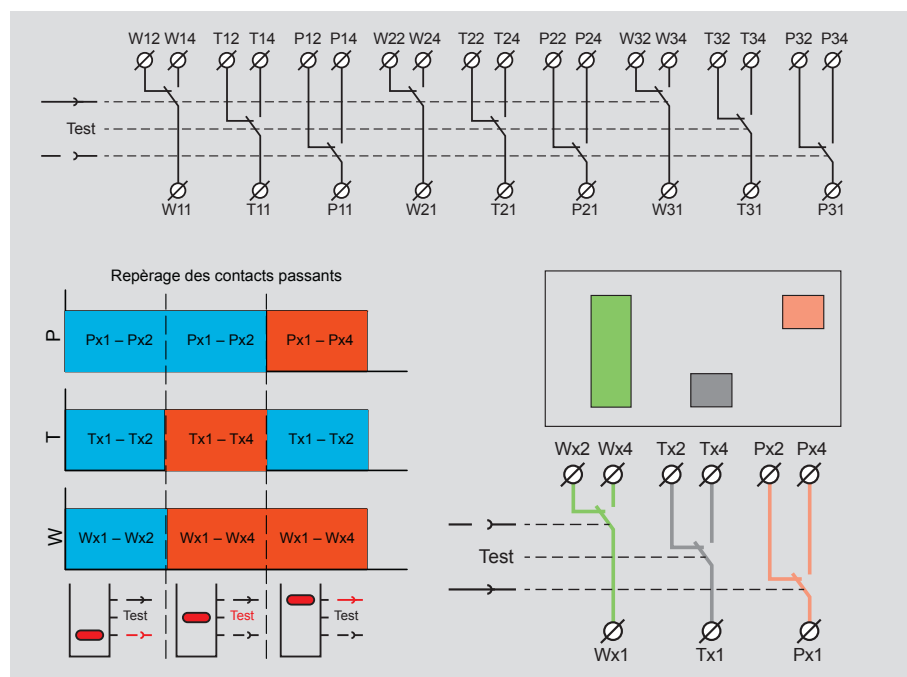 W12 W14 T12 T14 P12 P14 W22 W24 T22 T24 P22 P24 W32 W34 T32 T34 P32 P34
Test
W11 T11 P11 W21 T21 P21 W31 T31 P31
Repèrage des contacts passants
P
Px1 – Px2 Px1 – Px2 Px1 – Px4
T
Tx1 – Tx2 Tx1 – Tx4 Tx1 – Tx2
W
Wx1 – Wx2 Wx1 – Wx4 Wx1 – Wx4
Test Test Test
Wx2 Wx4 Tx2 Tx4 Px2 Px4
Test
Wx1 Tx1 Px1